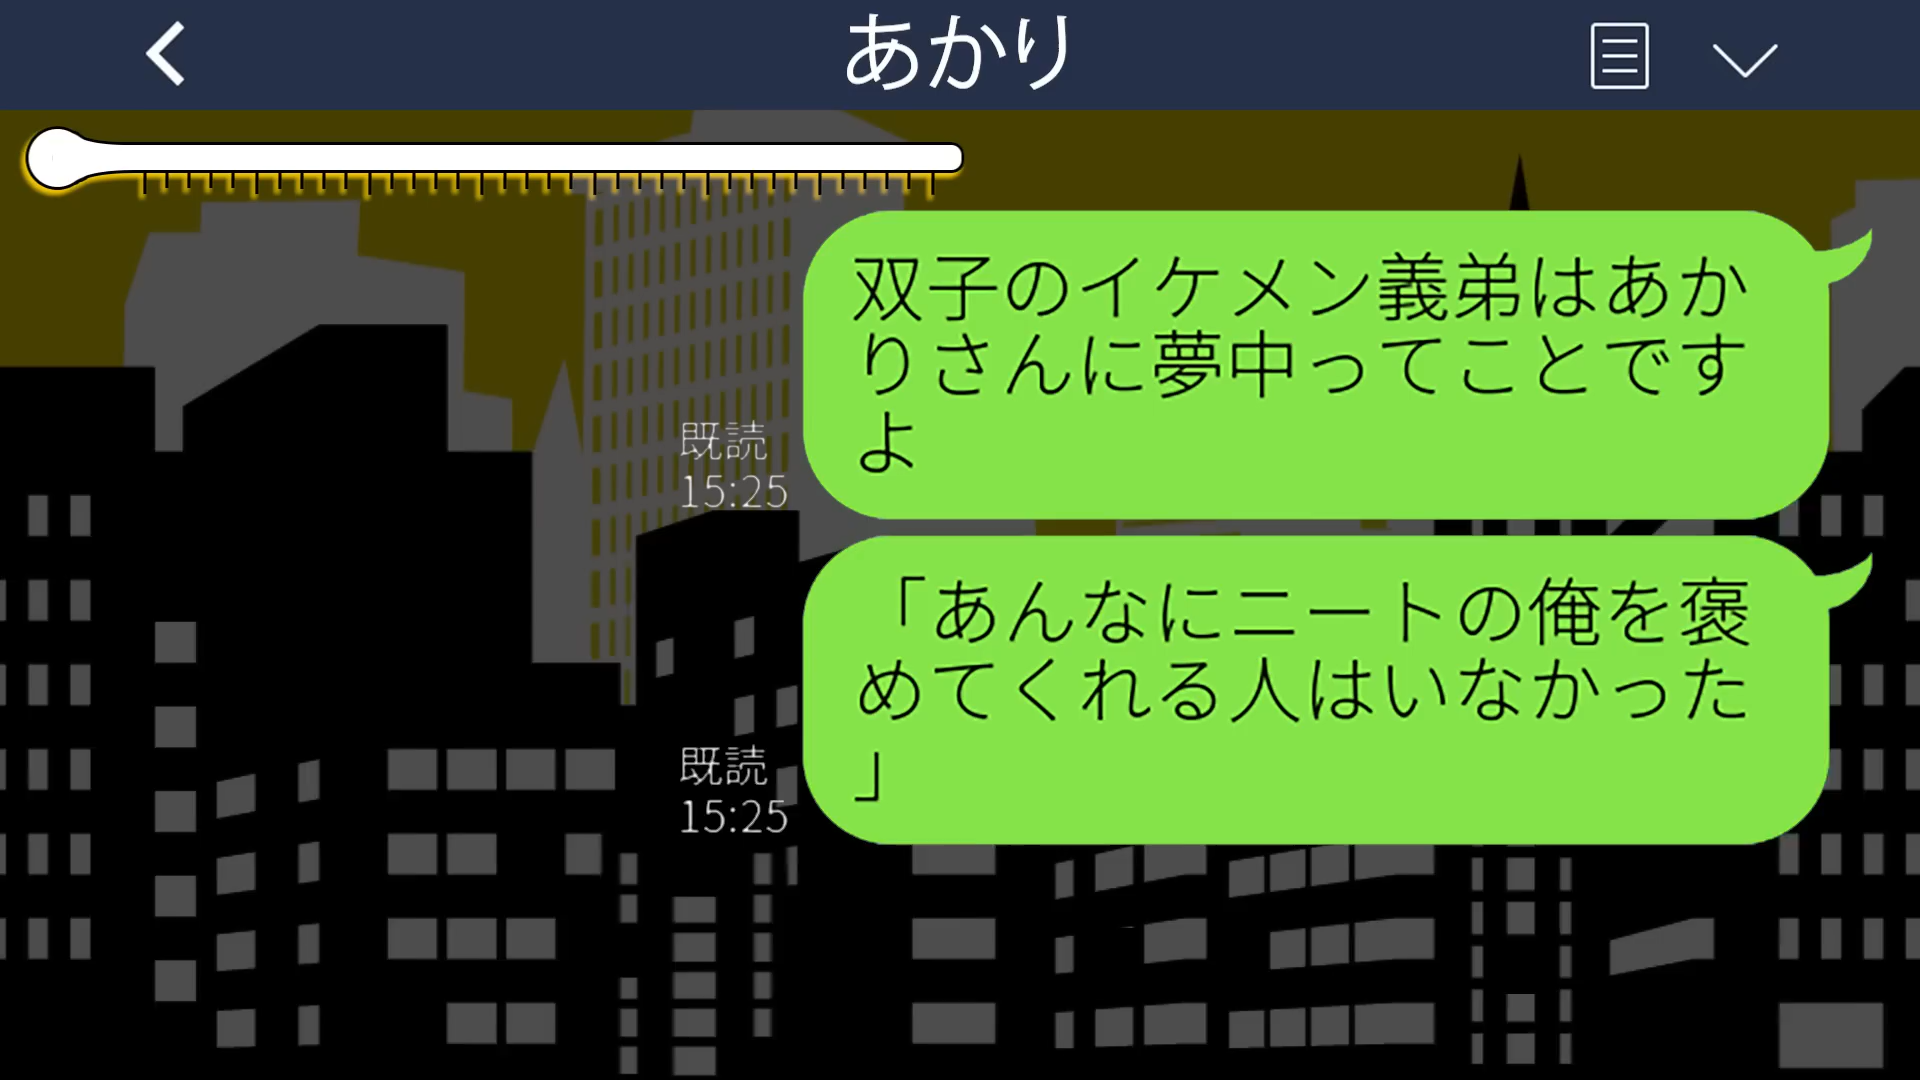 あかり
双子のイケメン義弟はあか
りさんに夢中ってことです
よ
既読
15:25
「あんなにニートの俺を褒
めてくれる人はいなかった
」
既読
15:25